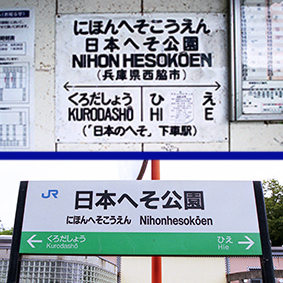 にほんへそこうえん
日本へそ公園
NIHON HESOKŌEN
(兵庫県西脇市)
くろだしょう ひ え
KURODASHŌ HI E
(「日本のへそ」下車駅)
JR 日本へそ公園
にほんへそこうえん Nihonhesokōen
くろだしょう ひえ
Kurodashō Hie